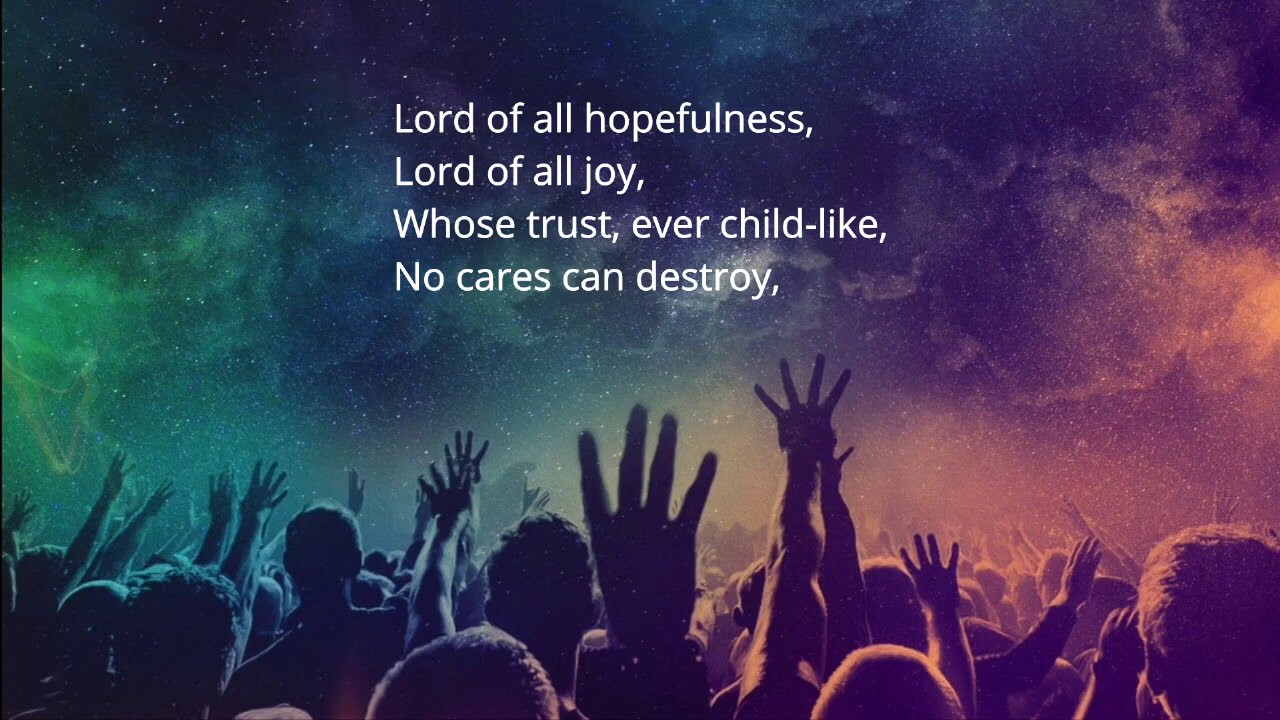 Lord of all hopefulness,
Lord of all joy,
Whose trust, ever child-like,
No cares can destroy,